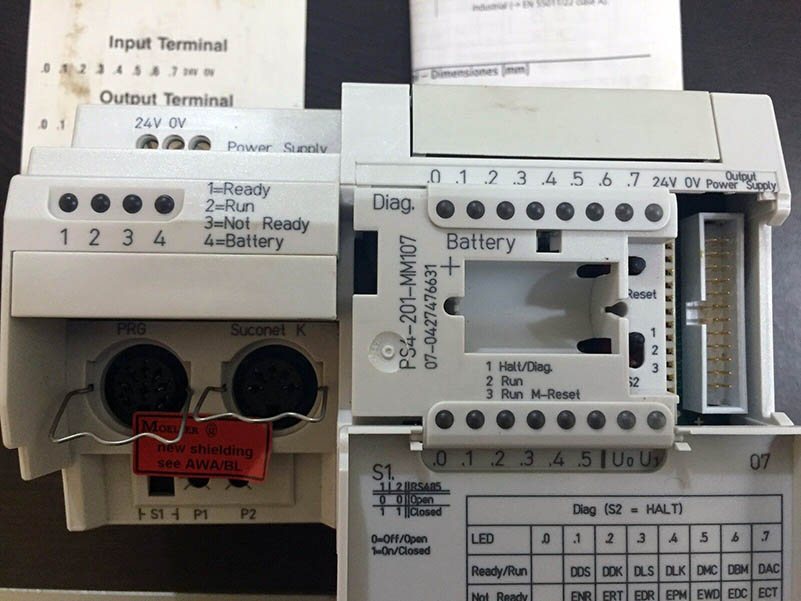 Industrial (-> EN 55011/22 clase A).
Input Terminal
.0 .1 .2 .3 .4 .5 .6 .7 24V 0V
– Dimensiones [mm]
Output Terminal
.0 .1
24V 0V
Power Supply
.0 .1 .2 .3 .4 .5 .6 .7 24V 0V Output Power Supply
1=Ready
2=Run
3=Not Ready
4=Battery
1 2 3 4
Diag.
Battery
+
PS4-201-MM107
07-0427476631
Reset
1
2
3
S2
1 Halt/Diag.
2 Run
3 Run M-Reset
PRG
Suconet K
MOELLER
new shielding
see AWA/BL
S1 P1 P2
.0 .1 .2 .3 .4 .5 U0 U1
07
S1
1 2 RS485
0 0 Open
1 1 Closed
0=Off/Open
1=On/Closed
Diag (S2 = HALT)
LED .0 .1 .2 .3 .4 .5 .6 .7
Ready/Run DDS DDK DLS DLK DMC DBM DAC
Not Ready ENR ERT EDR EPM EWD EDC ECT